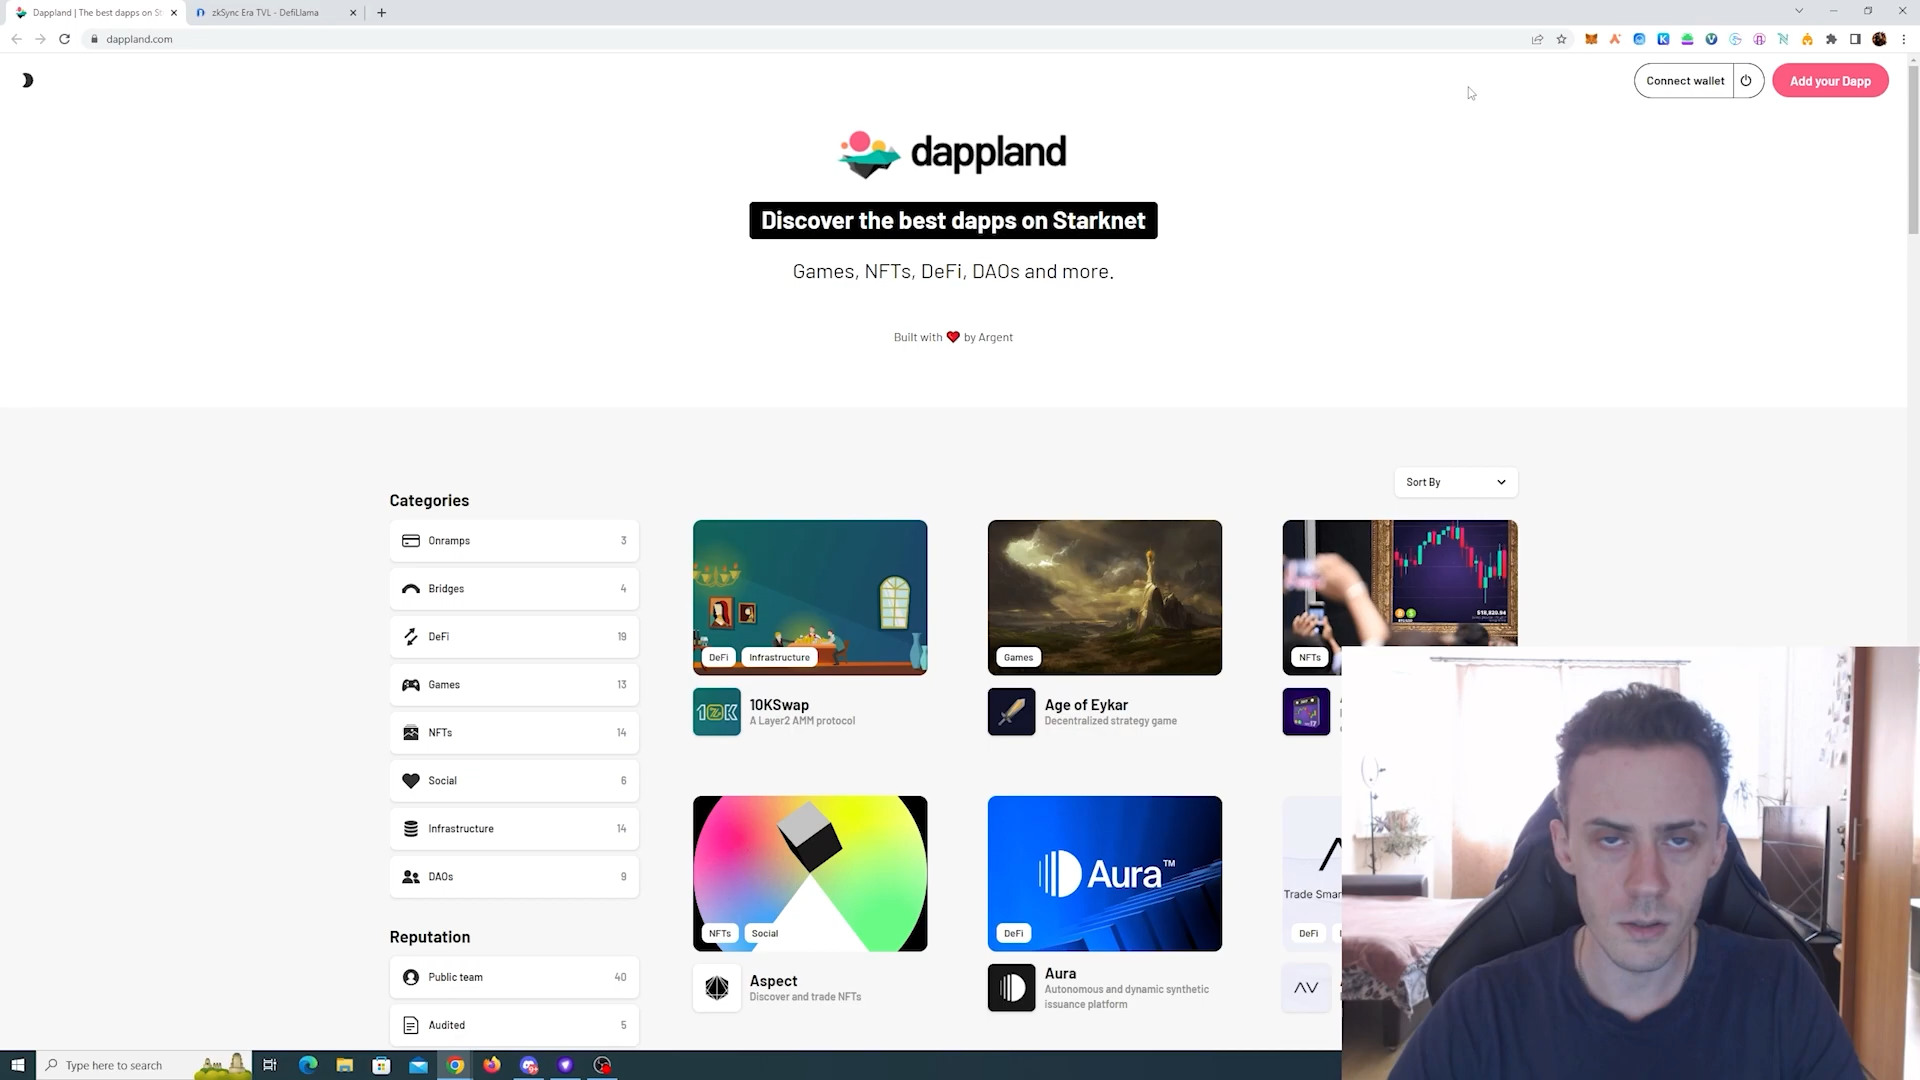 Dappland | The best dapps on St
zkSync Era TVL - DefiLlama
dappland.com
Connect wallet
Add your Dapp
dappland
Discover the best dapps on Starknet
Games, NFTs, DeFi, DAOs and more.
Built with ❤️ by Argent
Sort By
Categories
Onramps 3
Bridges 4
DeFi 19
Games 13
NFTs 14
Social 6
Infrastructure 14
DAOs 9
Reputation
Public team 40
Audited 5
DeFi Infrastructure
10K
10KSwap
A Layer2 AMM protocol
Games
Age of Eykar
Decentralized strategy game
NFTs
NFTs Social
Aspect
Discover and trade NFTs
Aura™
DeFi
Aura
Autonomous and dynamic synthetic
issuance platform
Trade Smar
DeFi
Type here to search